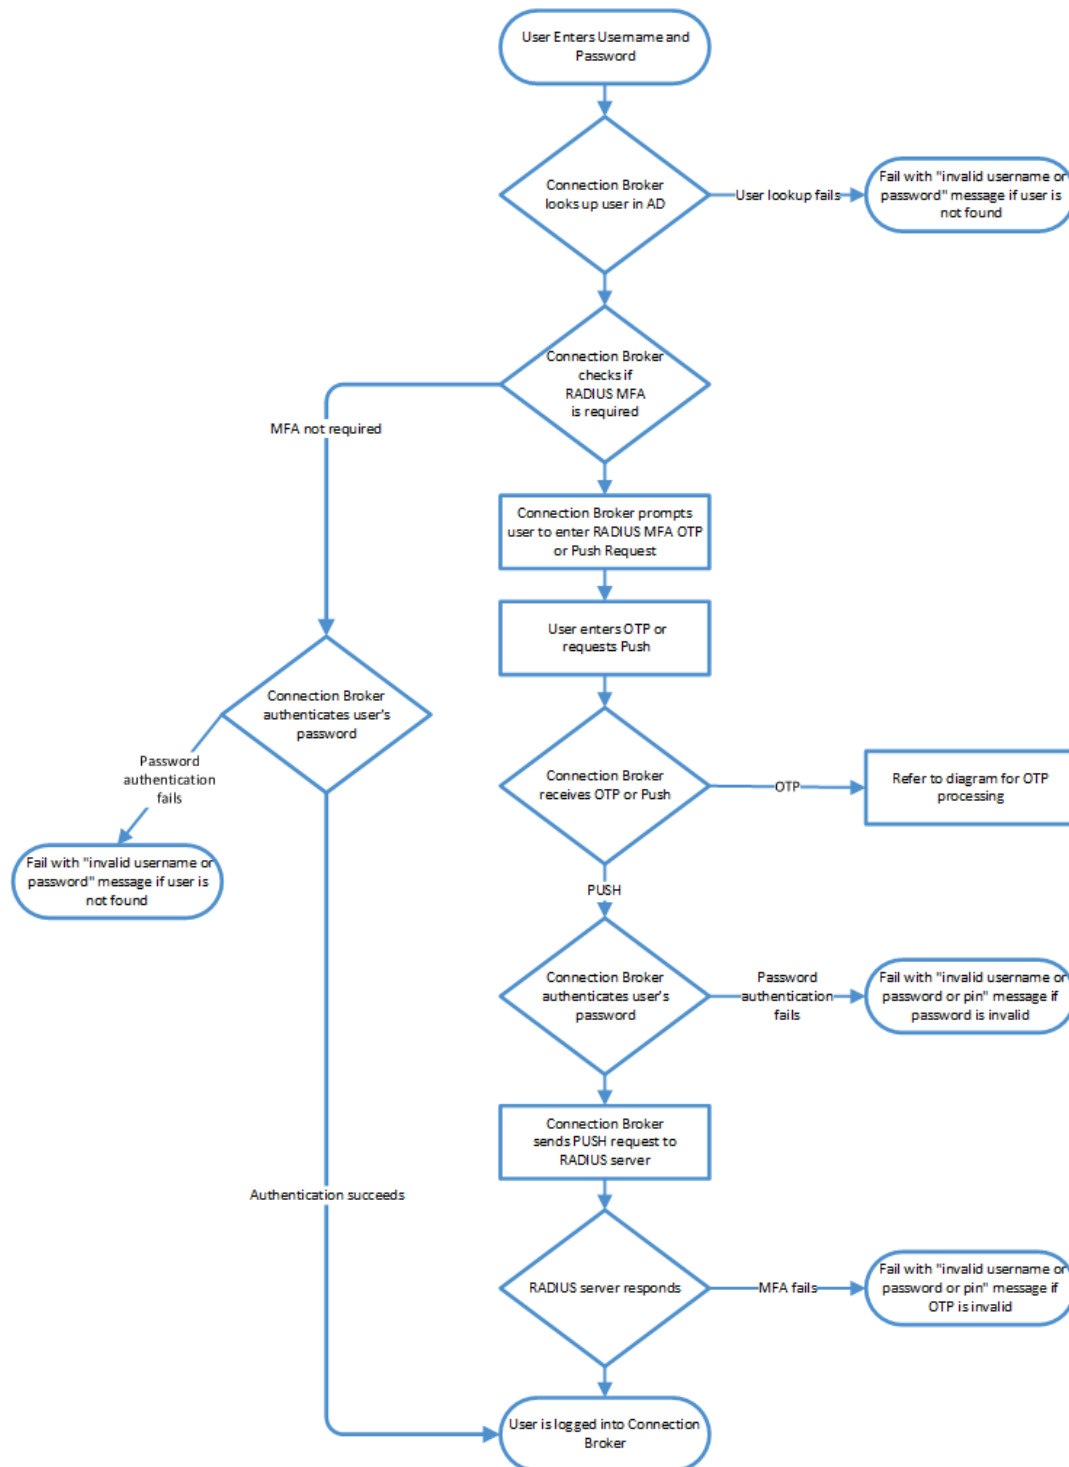 User Enters Username and
Password
Connection Broker
looks up user in AD
User lookup fails
Fail with "invalid username or
password" message if user is
not found
Connection Broker
checks if
RADIUS MFA
is required
MFA not required
Connection Broker prompts
user to enter RADIUS MFA OTP
or Push Request
User enters OTP or
requests Push
Connection Broker
authenticates user's
password
Password
authentication
fails
Fail with "invalid username or
password" message if user is
not found
Connection Broker
receives OTP or Push
OTP
Refer to diagram for OTP
processing
PUSH
Connection Broker
authenticates user's
password
Password
authentication
fails
Fail with "invalid username or
password or pin" message if
password is invalid
Connection Broker
sends PUSH request to
RADIUS server
Authentication succeeds
RADIUS server responds
MFA fails
Fail with "invalid username or
password or pin" message if
OTP is invalid
User is logged into Connection
Broker